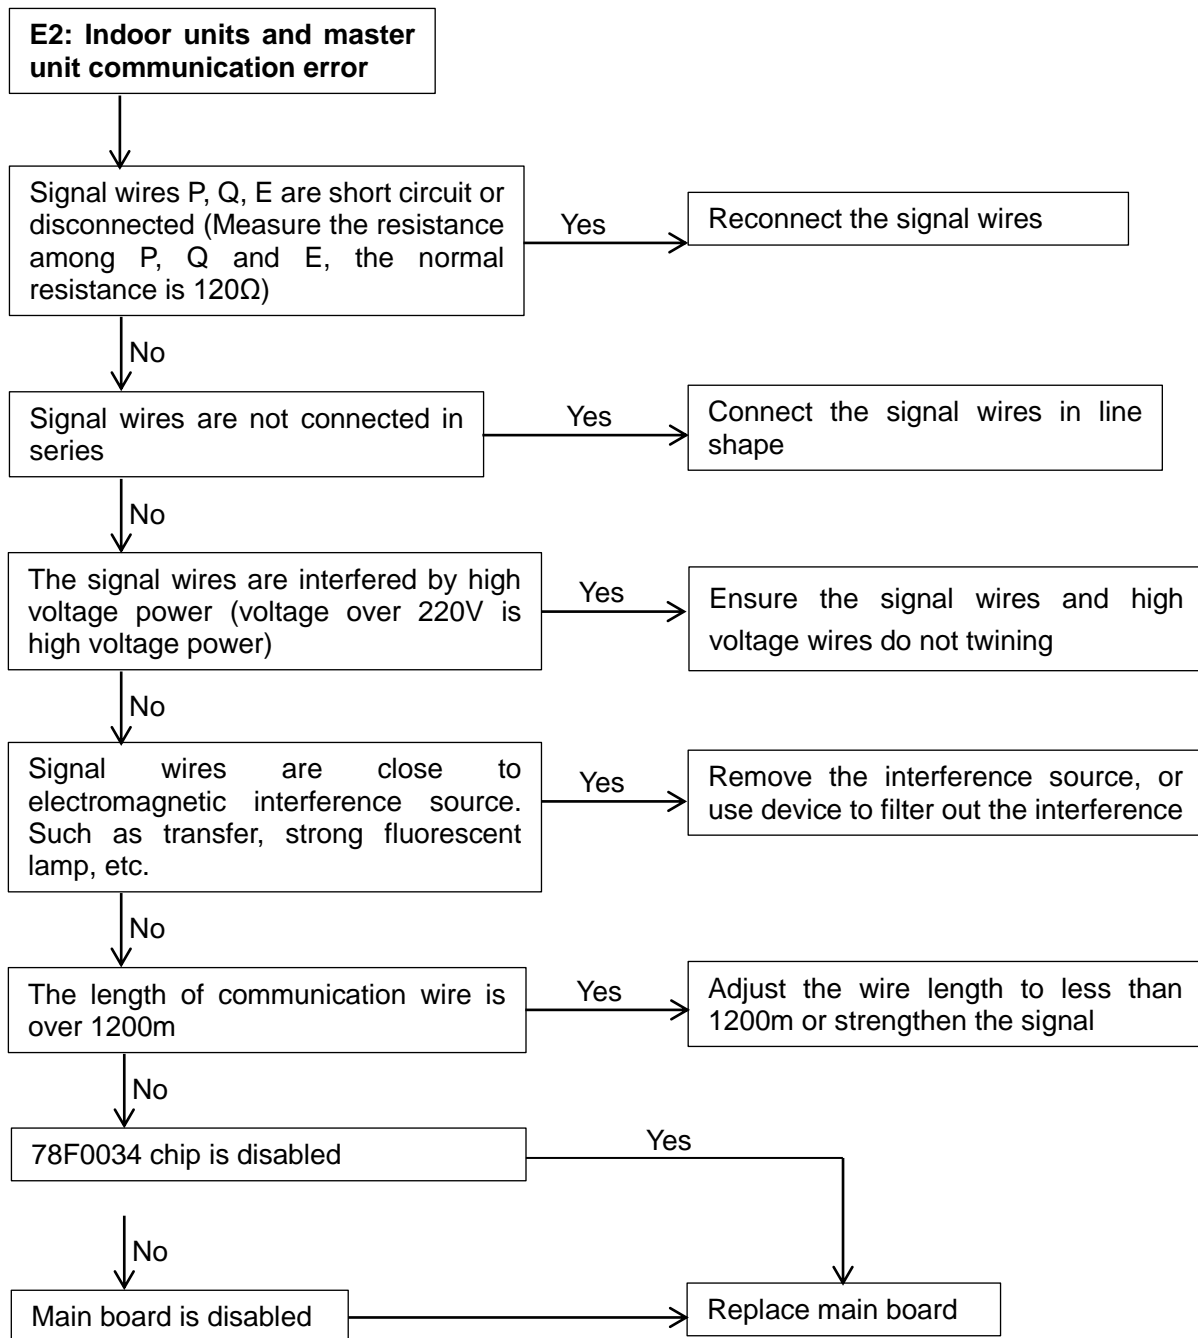 E2: Indoor units and master
unit communication error
Signal wires P, Q, E are short circuit or
disconnected (Measure the resistance
among P, Q and E, the normal
resistance is 120Ω)
Yes
Reconnect the signal wires
No
Signal wires are not connected in
series
Yes
Connect the signal wires in line
shape
No
The signal wires are interfered by high
voltage power (voltage over 220V is
high voltage power)
Yes
Ensure the signal wires and high
voltage wires do not twining
No
Signal wires are close to
electromagnetic interference source.
Such as transfer, strong fluorescent
lamp, etc.
Yes
Remove the interference source, or
use device to filter out the interference
No
The length of communication wire is
over 1200m
Yes
Adjust the wire length to less than
1200m or strengthen the signal
No
78F0034 chip is disabled
Yes
No
Main board is disabled
Replace main board